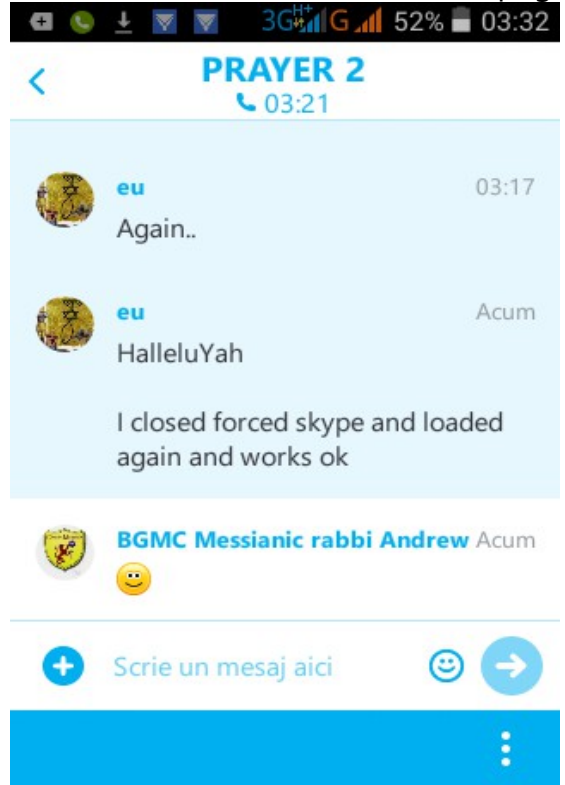 3G H+ G 52% 03:32
PRAYER 2
03:21
eu 03:17
Again..
eu Acum
HalleluYah
I closed forced skype and loaded
again and works ok
BGMC Messianic rabbi Andrew Acum
Scrie un mesaj aici